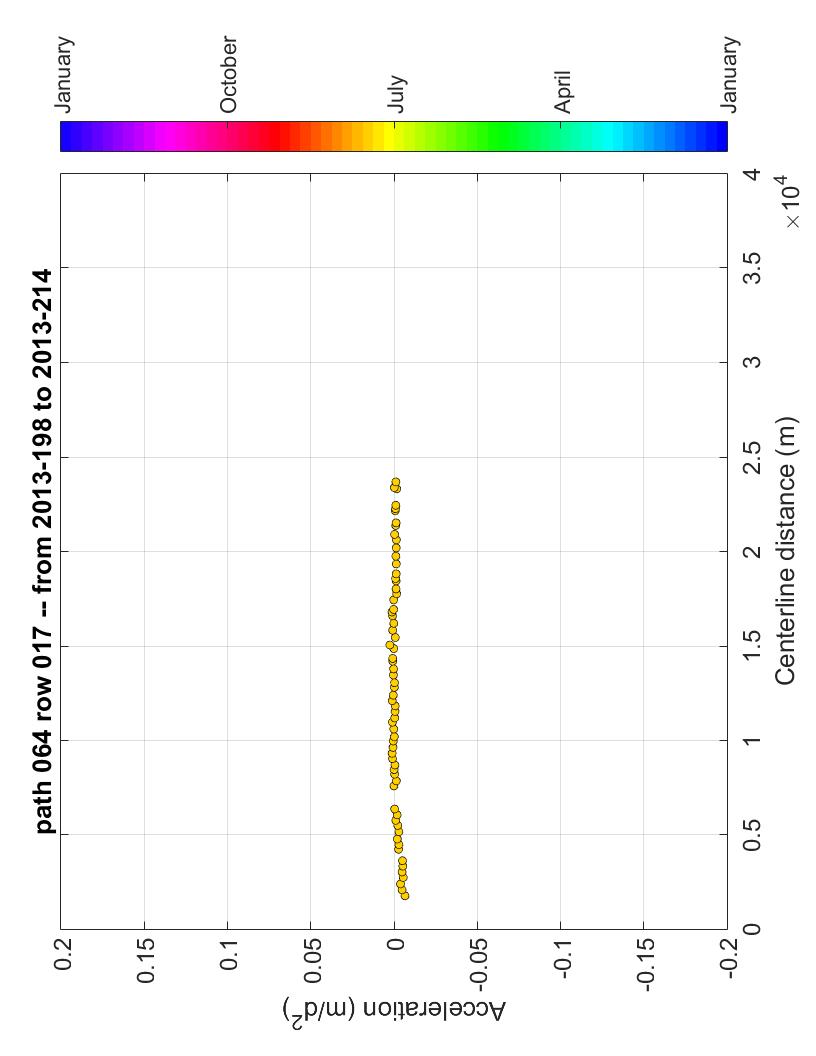 path 064 row 017 -- from 2013-198 to 2013-214
Acceleration (m/d²)
0.2
0.15
0.1
0.05
0
-0.05
-0.1
-0.15
-0.2
0
0.5
1
1.5
2
2.5
3
3.5
4
×10⁴
Centerline distance (m)
January
October
July
April
January